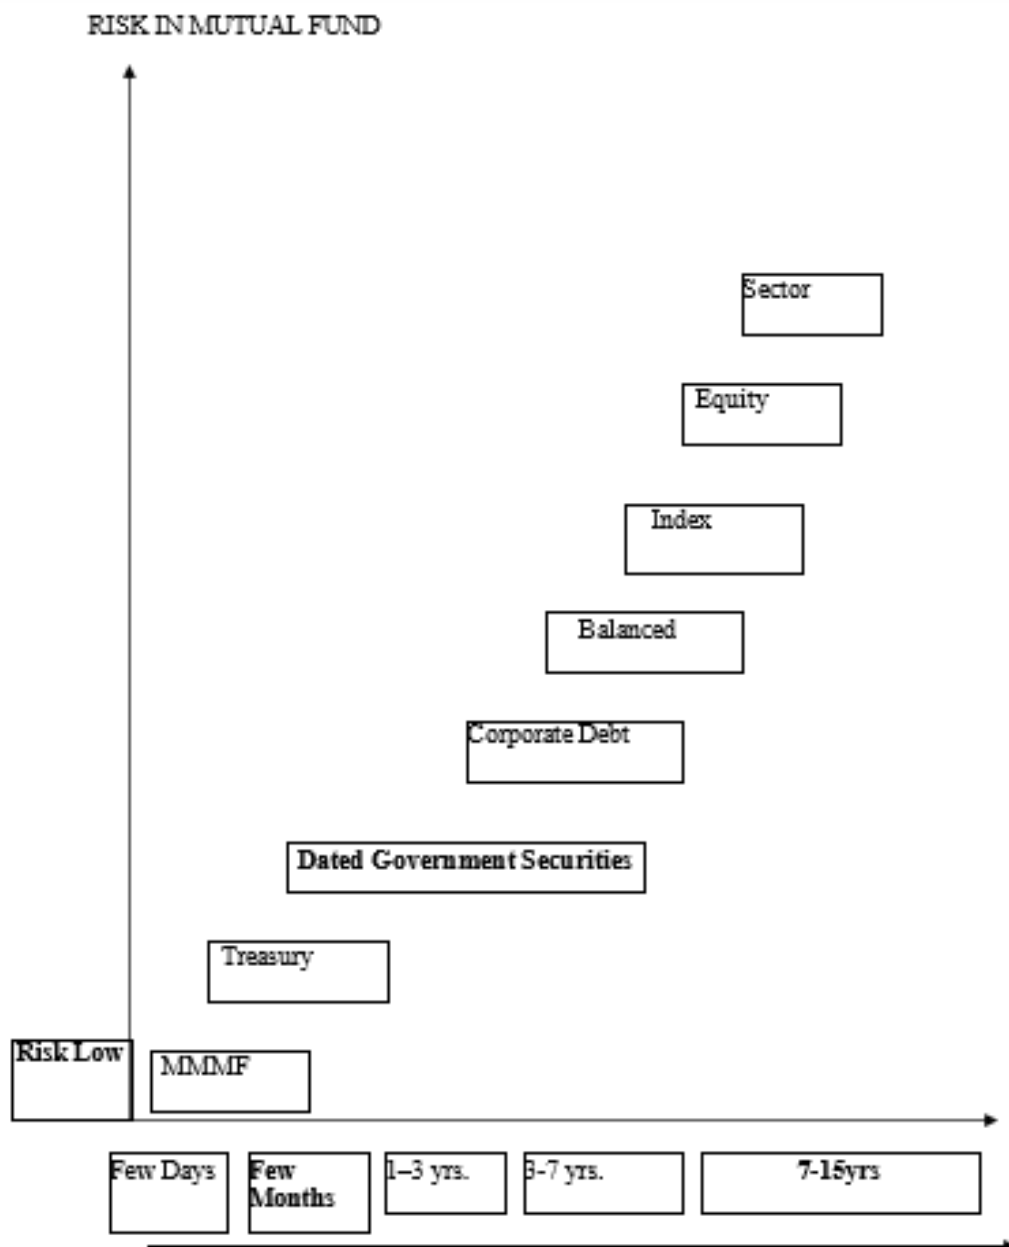 RISK IN MUTUAL FUND
Sector
Equity
Index
Balanced
Corporate Debt
Dated Government Securities
Treasury
Risk Low
MMMF
Few Days
Few
Months
1–3 yrs.
3-7 yrs.
7-15yrs